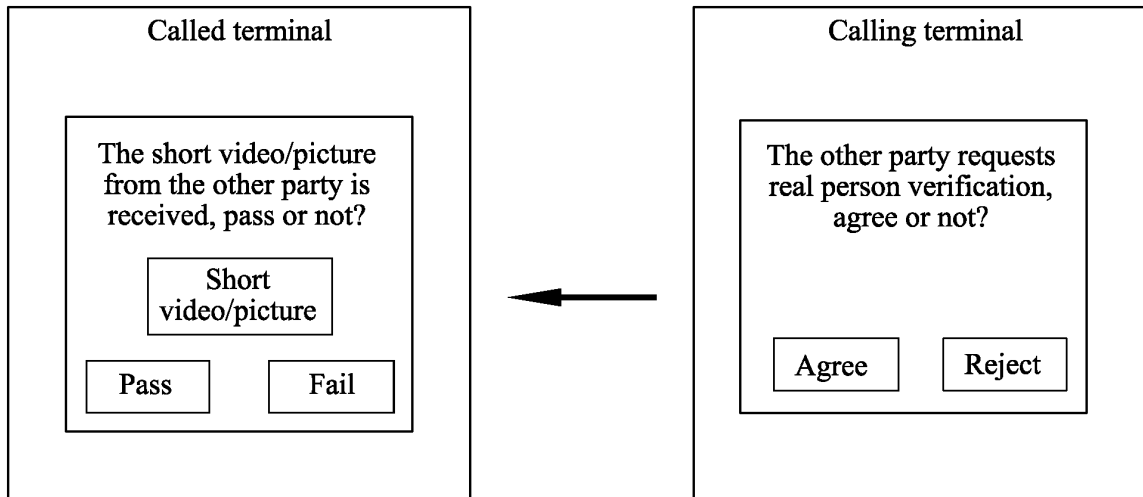 Called terminal
The short video/picture
from the other party is
received, pass or not?
Short
video/picture
Pass
Fail
Calling terminal
The other party requests
real person verification,
agree or not?
Agree
Reject